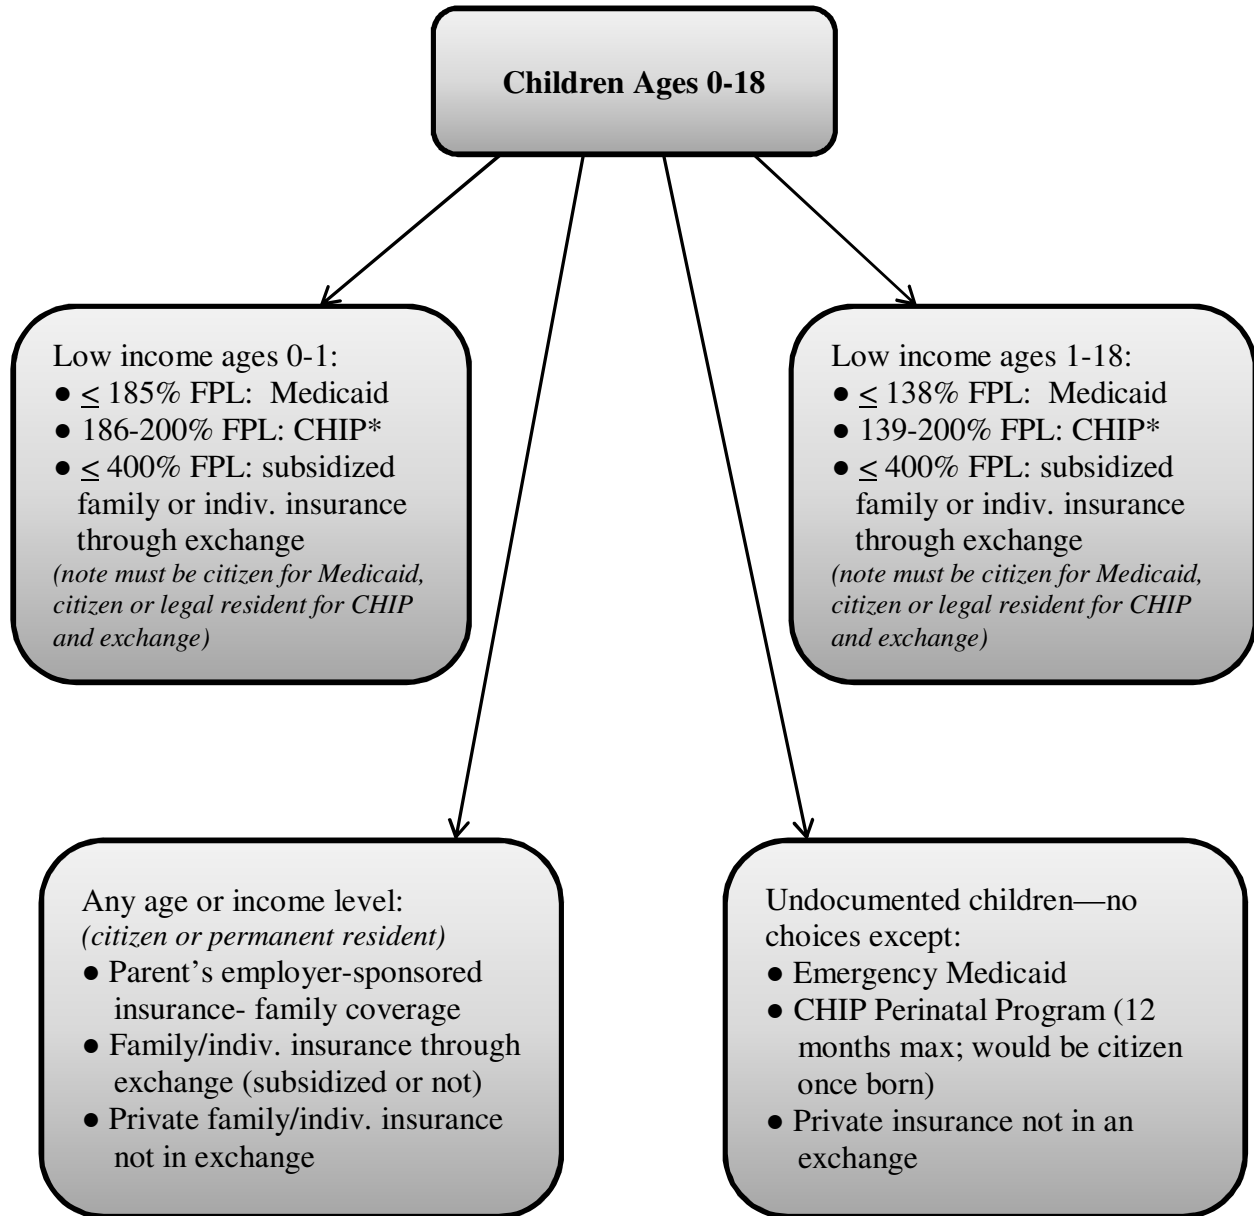 Children Ages 0-18
Low income ages 0-1:
● ≤ 185% FPL: Medicaid
● 186-200% FPL: CHIP*
● ≤ 400% FPL: subsidized
family or indiv. insurance
through exchange
(note must be citizen for Medicaid,
citizen or legal resident for CHIP
and exchange)
Low income ages 1-18:
● ≤ 138% FPL: Medicaid
● 139-200% FPL: CHIP*
● ≤ 400% FPL: subsidized
family or indiv. insurance
through exchange
(note must be citizen for Medicaid,
citizen or legal resident for CHIP
and exchange)
Any age or income level:
(citizen or permanent resident)
● Parent’s employer-sponsored
insurance- family coverage
● Family/indiv. insurance through
exchange (subsidized or not)
● Private family/indiv. insurance
not in exchange
Undocumented children—no
choices except:
● Emergency Medicaid
● CHIP Perinatal Program (12
months max; would be citizen
once born)
● Private insurance not in an
exchange